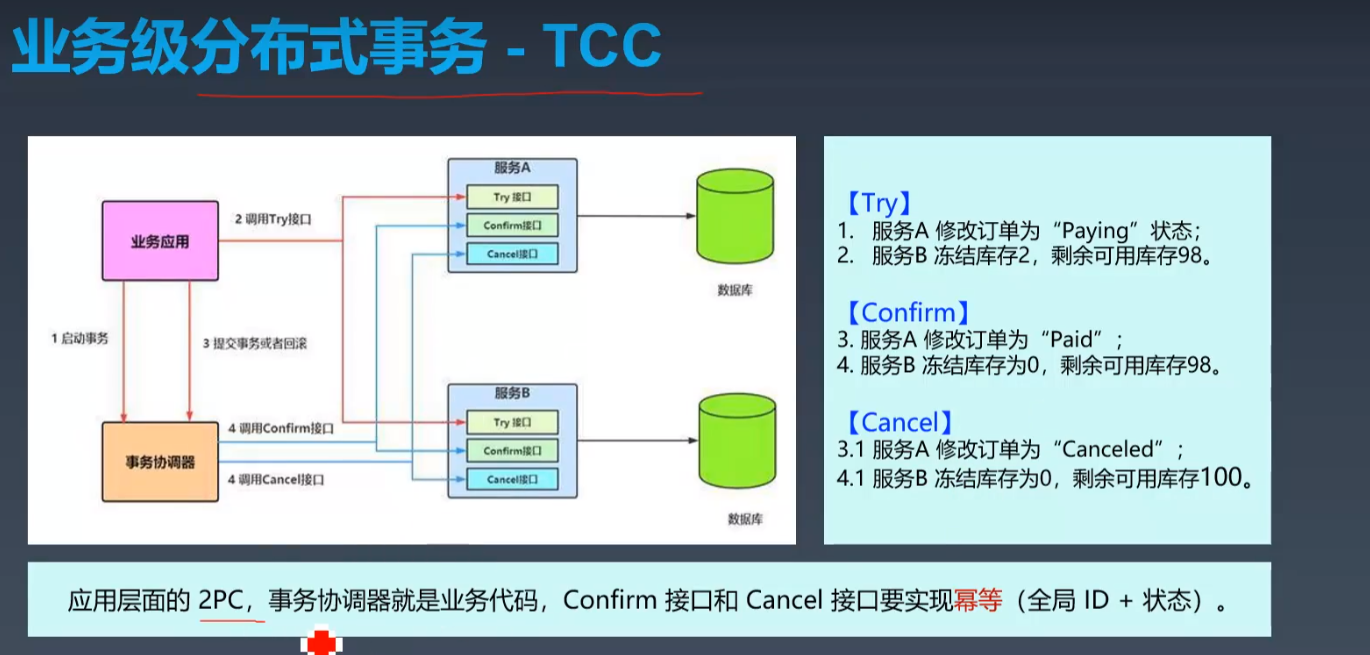 业务级分布式事务 - TCC
业务应用
1 启动事务
2 调用Try接口
3 提交事务或者回滚
事务协调器
4 调用Confirm接口
4 调用Cancel接口
服务A
Try 接口
Confirm接口
Cancel接口
数据库
服务B
Try 接口
Confirm接口
Cancel接口
数据库
【Try】
1. 服务A 修改订单为“Paying”状态;
2. 服务B 冻结库存2，剩余可用库存98。
【Confirm】
3. 服务A 修改订单为“Paid”;
4. 服务B 冻结库存为0，剩余可用库存98。
【Cancel】
3.1 服务A 修改订单为“Canceled”;
4.1 服务B 冻结库存为0，剩余可用库存100。
应用层面的 2PC，事务协调器就是业务代码，Confirm 接口和 Cancel 接口要实现幂等（全局 ID + 状态）。